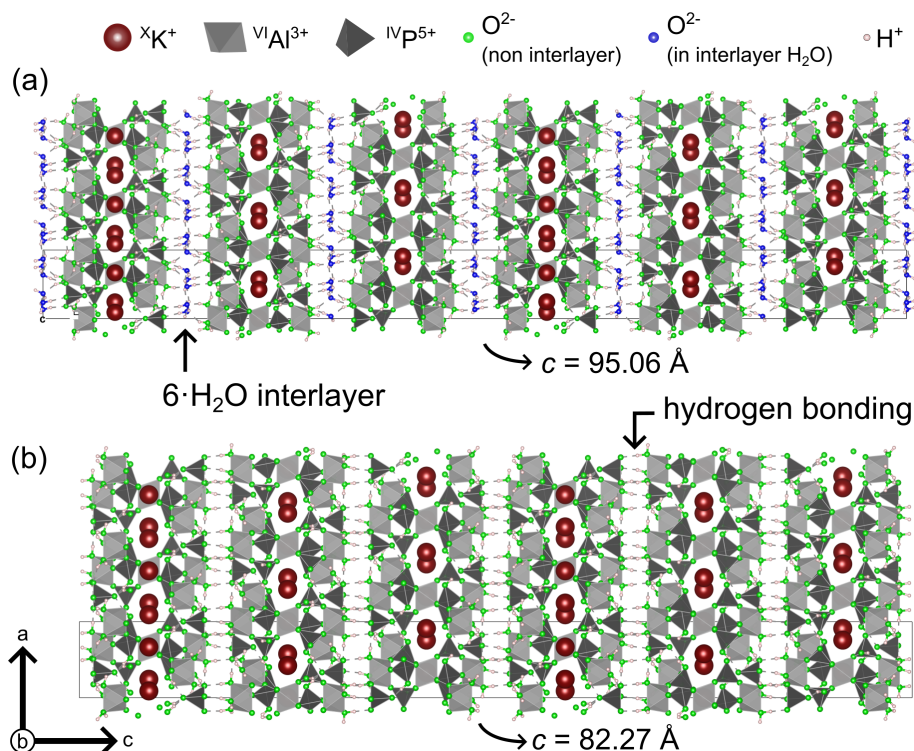 ˣK⁺
ⱽᴵAl³⁺
ᴵⱽP⁵⁺
O²⁻
(non interlayer)
O²⁻
(in interlayer H₂O)
H⁺
(a)
c
c = 95.06 Å
6·H₂O interlayer
hydrogen bonding
(b)
a
b
c
c = 82.27 Å